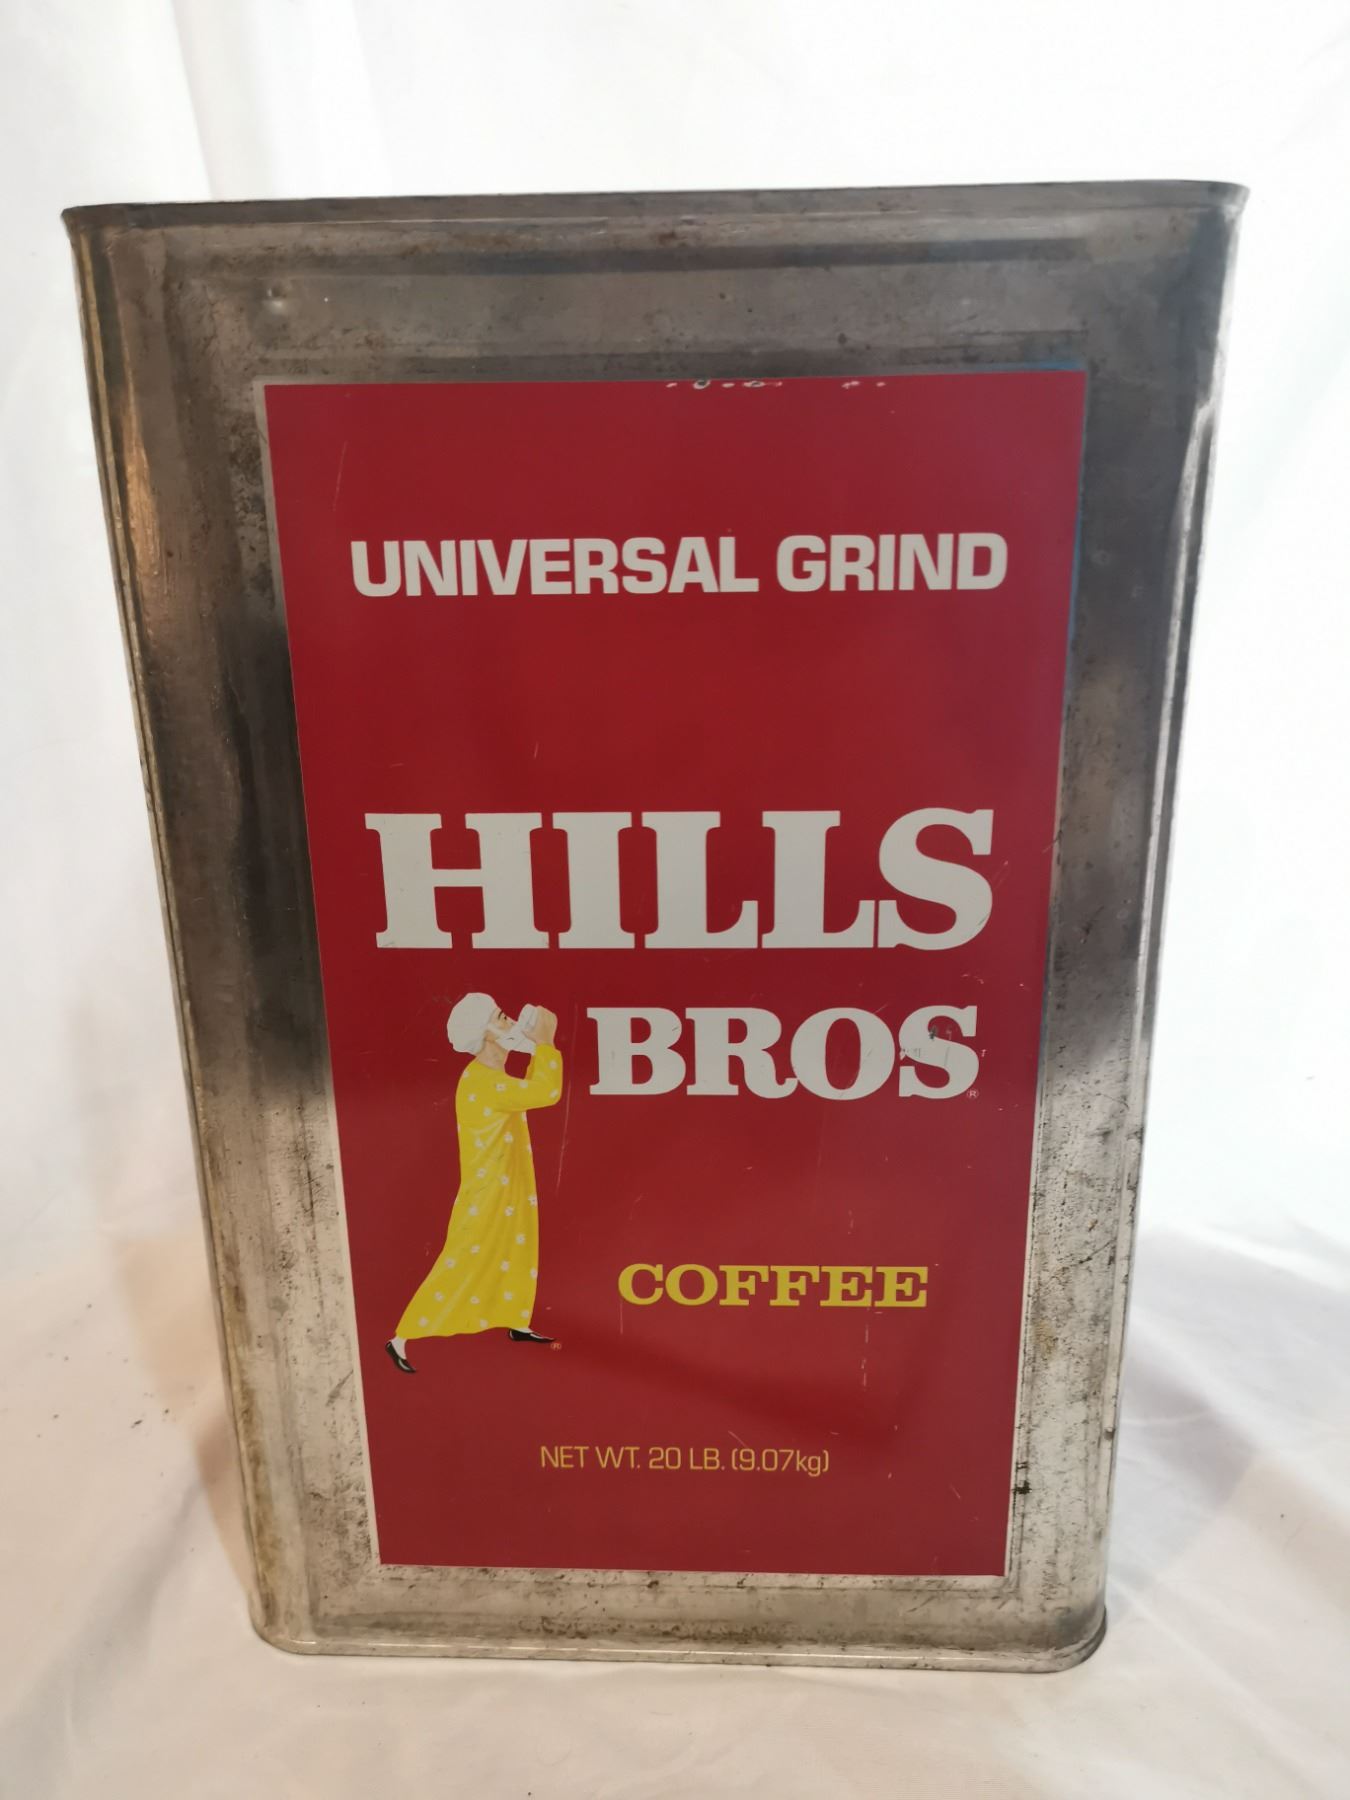 UNIVERSAL GRIND
HILLS
BROS®
®
COFFEE
NET WT. 20 LB. (9.07kg)